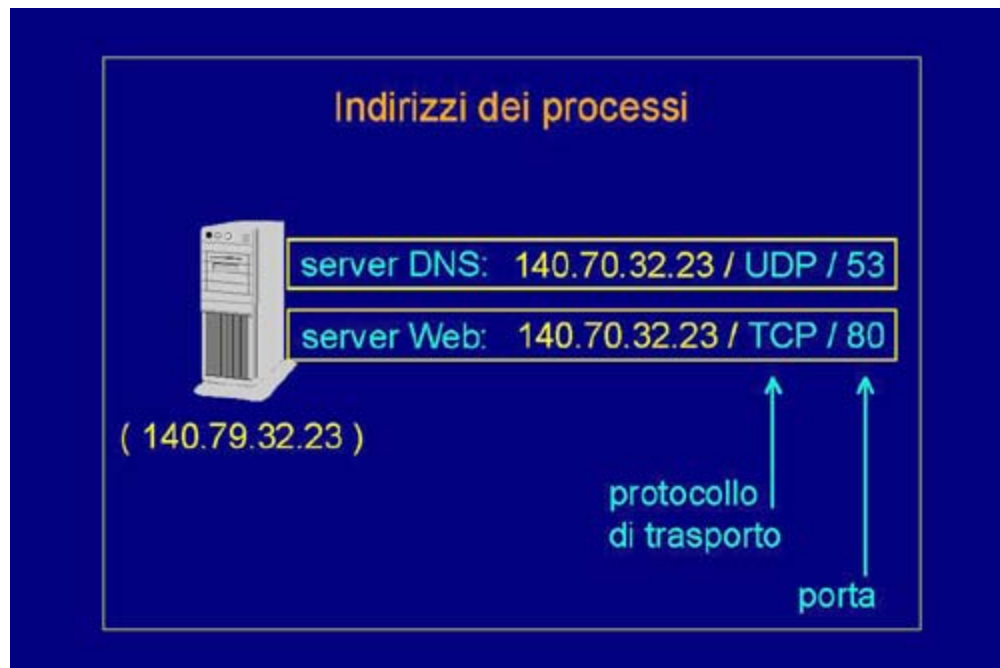 Indirizzi dei processi
server DNS: 140.70.32.23 / UDP / 53
server Web: 140.70.32.23 / TCP / 80
( 140.79.32.23 )
protocollo
di trasporto
porta